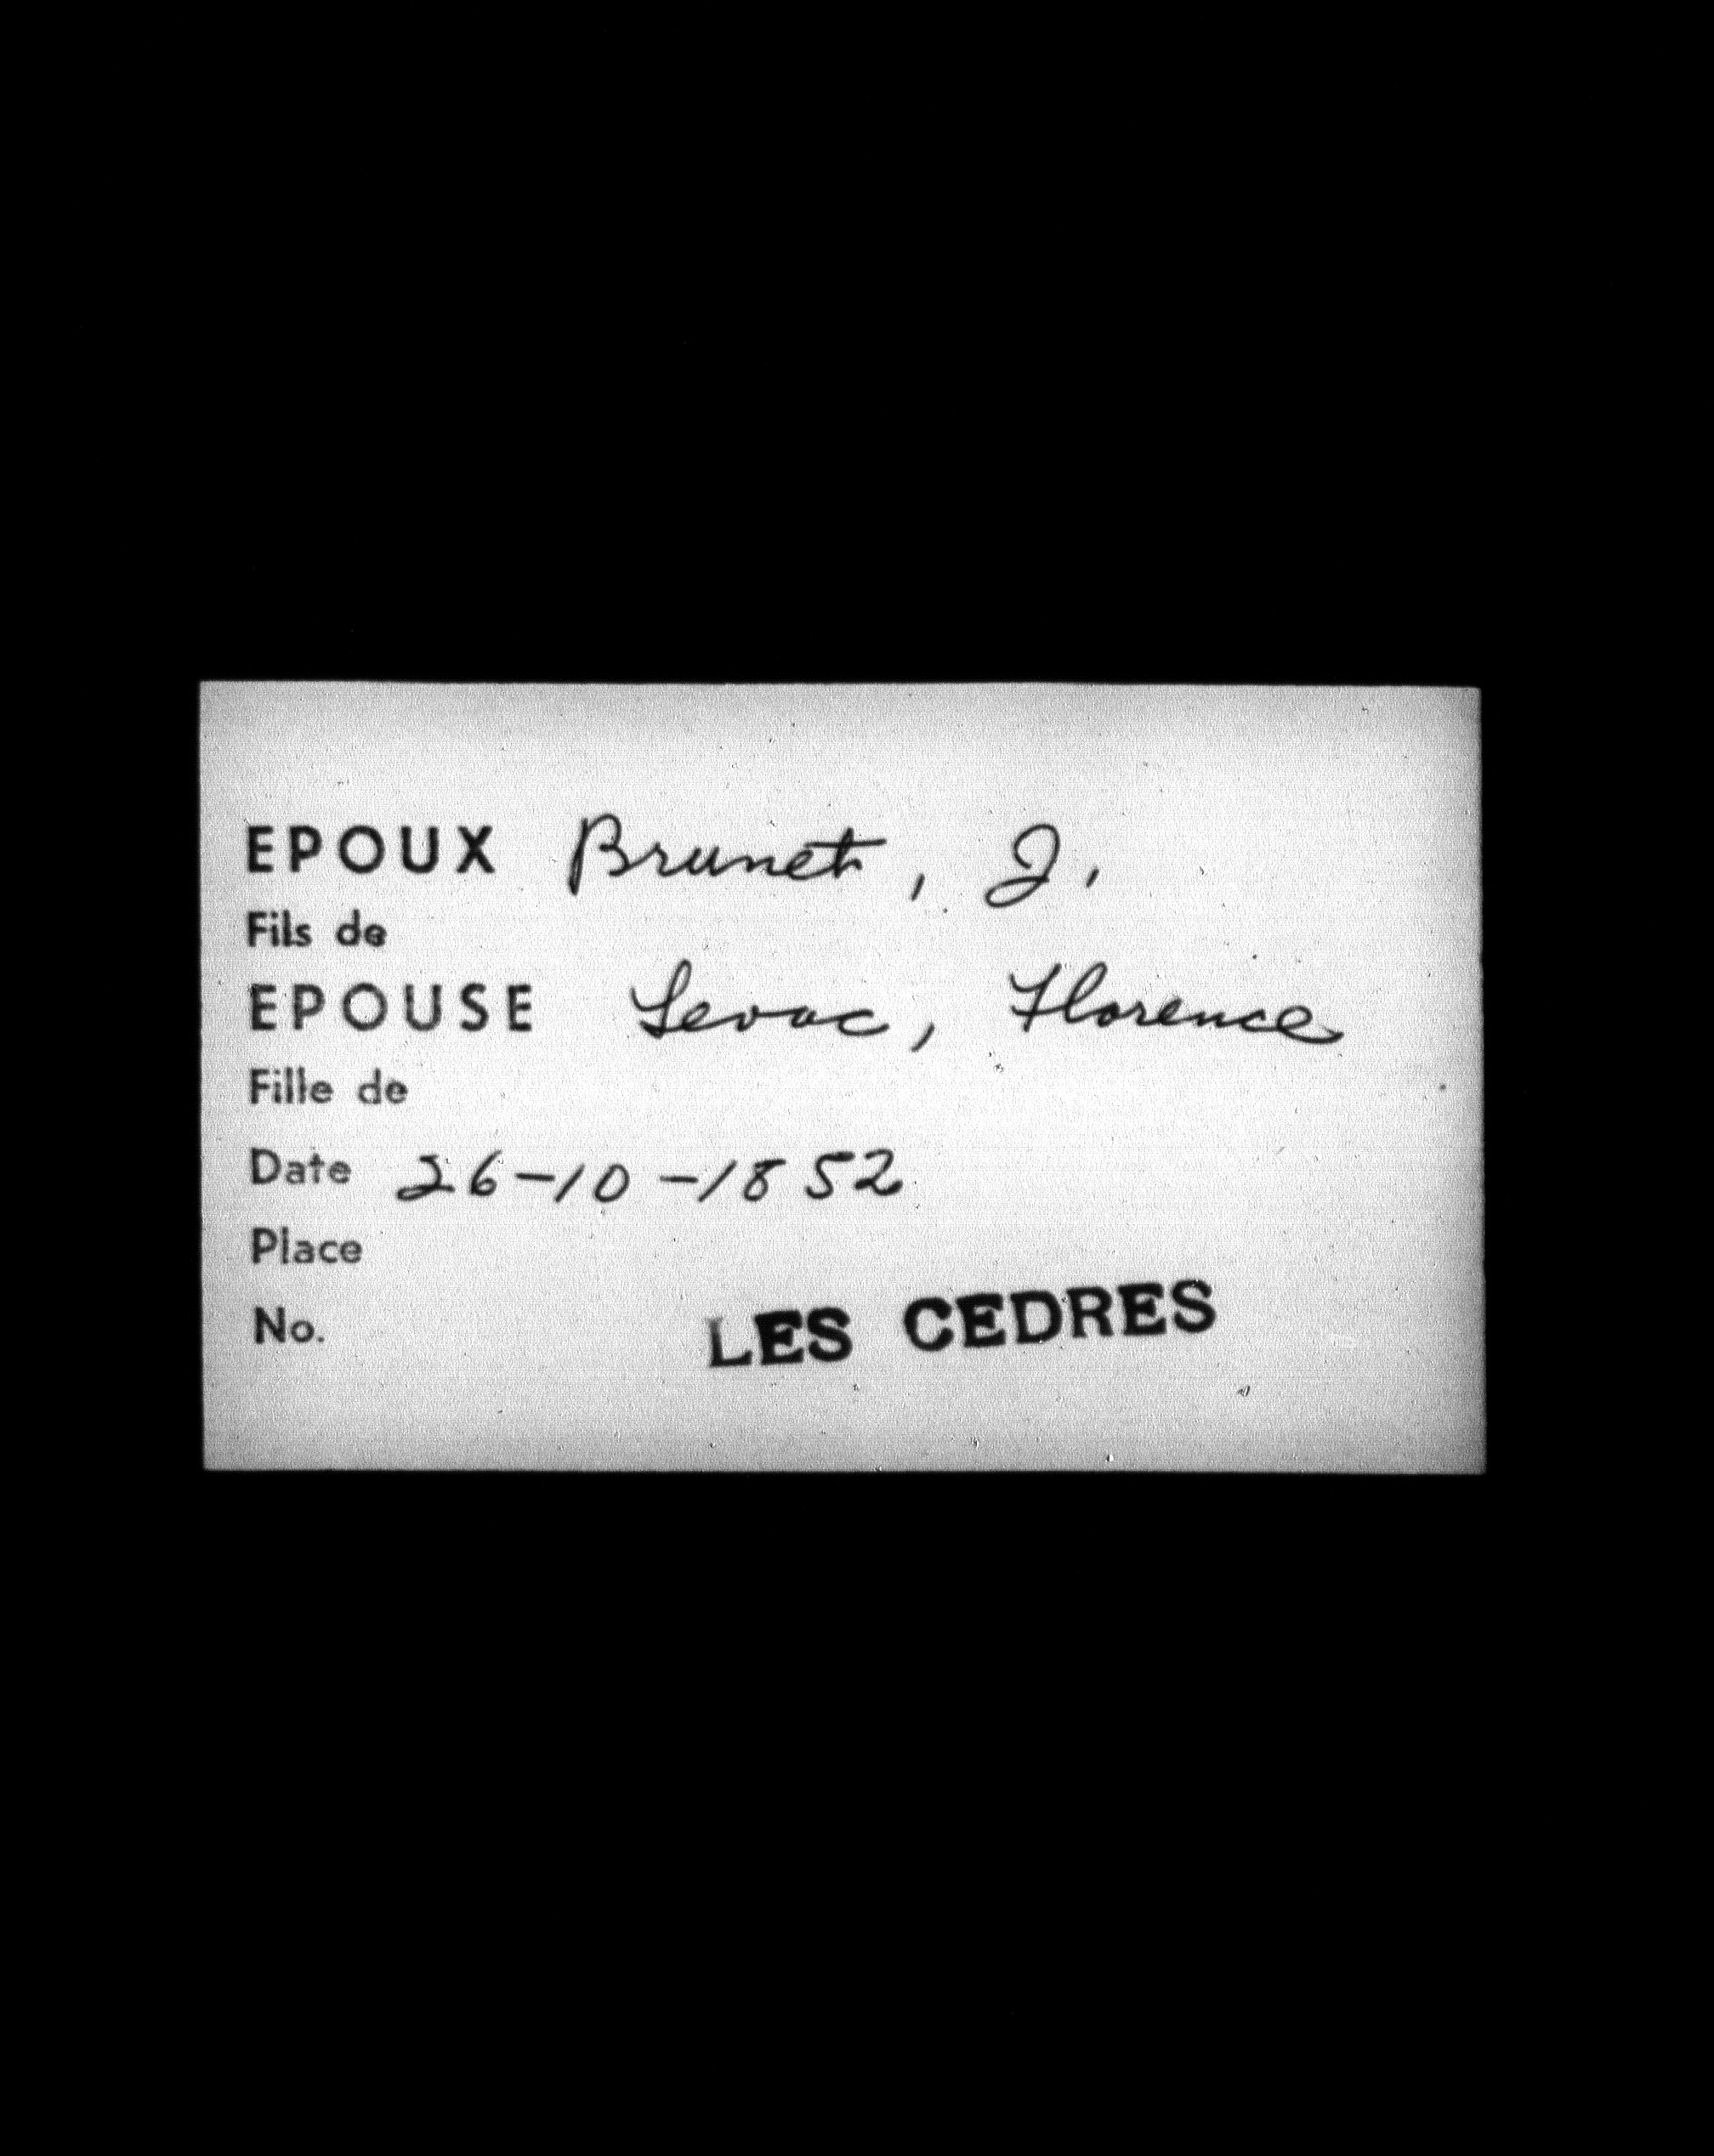 EPOUX Brunet, J.
Fils de
EPOUSE Levac, Florence
Fille de
Date 26-10-1852
Place
No.
LES CEDRES